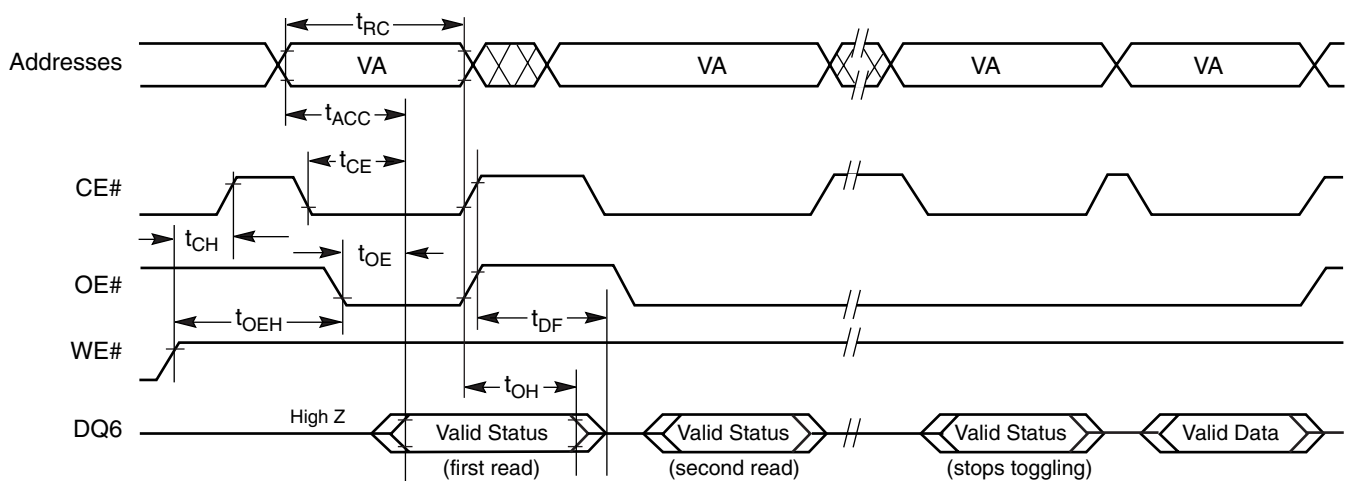 tRC
Addresses VA VA VA VA
tACC
tCE
CE#
tCH tOE
OE#
tOEH tDF
WE#
tOH
DQ6 High Z Valid Status Valid Status Valid Status Valid Data
(first read) (second read) (stops toggling)